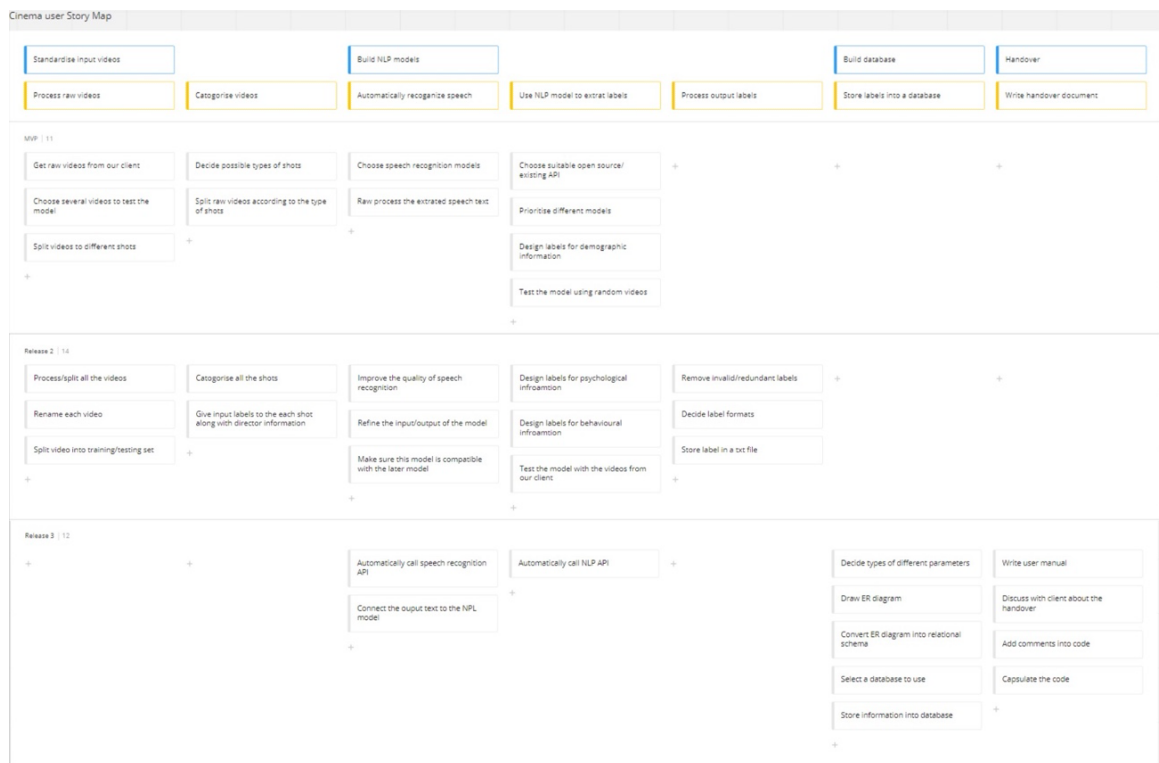 Cinema user Story Map
Standardise input videos
Build NLP models
Build database
Handover
Process raw videos
Catogorise videos
Automatically recoganize speech
Use NLP model to extrat labels
Process output labels
Store labels into a database
Write handover document
MVP | 11
Get raw videos from our client
Decide possible types of shots
Choose speech recognition models
Choose suitable open source/
existing API
+
+
+
Choose several videos to test the
model
Split raw videos according to the type
of shots
Raw process the extrated speech text
Prioritise different models
Split videos to different shots
+
+
Design labels for demographic
information
+
Test the model using random videos
+
Release 2 | 14
Process/split all the videos
Catogorise all the shots
Improve the quality of speech
recognition
Design labels for psychological
infroamtion
Remove invalid/redundant labels
+
+
Rename each video
Give input labels to the each shot
along with director information
Refine the input/output of the model
Design labels for behavioural
infroamtion
Decide label formats
Split video into training/testing set
+
Make sure this model is compatible
with the later model
Test the model with the videos from
our client
Store label in a txt file
+
+
+
+
Release 3 | 12
+
+
Automatically call speech recognition
API
Automatically call NLP API
+
Decide types of different parameters
Write user manual
Connect the ouput text to the NPL
model
+
Draw ER diagram
Discuss with client about the
handover
+
Convert ER diagram into relational
schema
Add comments into code
Select a database to use
Capsulate the code
Store information into database
+
+